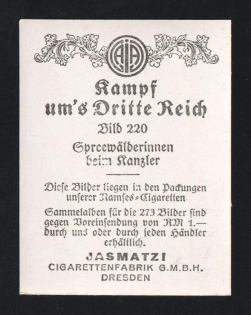 Kampf
um's Dritte Reich
Bild 220
Spreewälderinnen
beim Kanzler
Diese Bilder liegen in den Packungen
unserer Ramses=Cigaretten
Sammelalben für die 273 Bilder sind
gegen Voreinsendung von RM 1.—
durch uns oder durch jeden Händler
erhältlich.
JASMATZI
CIGARETTENFABRIK G.M.B.H.
DRESDEN